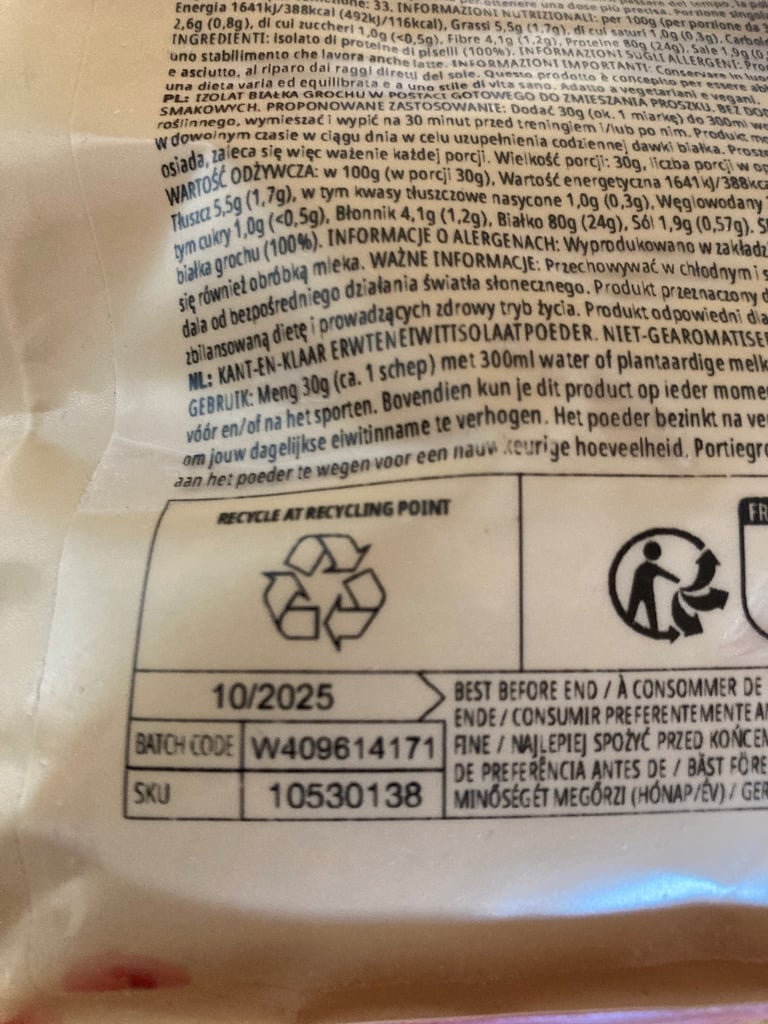 ottenere una dose più precisa. Porzione
Energia 1641kJ/388kcal (492kJ/116kcal), Grassi 5,5g (1,7g), di cui saturi 1,0g (0,3g),
2,6g (0,8g), di cui zuccheri 1,0g (<0,5g), Fibre 4,1g (1,2g), Proteine 80g (24g), Sale 1,9g
INGREDIENTI: Isolato di proteine di piselli (100%). INFORMAZIONI SUGLI ALLERGENI:
uno stabilimento che lavora anche latte. INFORMAZIONI IMPORTANTI: Conservare in
e asciutto, al riparo dai raggi diretti del sole. Questo prodotto è concepito per essere
una dieta varia ed equilibrata e a uno stile di vita sano. Adatto a vegetariani e vegani.
PL: IZOLAT BIAŁKA GROCHU W POSTACI GOTOWEGO DO ZMIESZANIA PROSZKU. BEZ
SMAKOWYCH. PROPONOWANE ZASTOSOWANIE: Dodać 30g (ok. 1 miarkę) do 300ml
roślinnego, wymieszać i wypić na 30 minut przed treningiem i/lub po nim. Produkt
w dowolnym czasie w ciągu dnia w celu uzupełnienia codziennej dawki białka.
osiada, zaleca się więc ważenie każdej porcji. Wielkość porcji: 30g, liczba porcji w
WARTOŚĆ ODŻYWCZA: w 100g (w porcji 30g), Wartość energetyczna 1641kJ/388kca
Tłuszcz 5,5g (1,7g), w tym kwasy tłuszczowe nasycone 1,0g (0,3g), Węglowodany
tym cukry 1,0g (<0,5g), Błonnik 4,1g (1,2g), Białko 80g (24g), Sól 1,9g (0,57g).
białka grochu (100%). INFORMACJE O ALERGENACH: Wyprodukowano w zakładz
się również obróbką mleka. WAŻNE INFORMACJE: Przechowywać w chłodnym i s
dala od bezpośredniego działania światła słonecznego. Produkt przeznaczony d
zbilansowaną dietę i prowadzących zdrowy tryb życia. Produkt odpowiedni dla
NL: KANT-EN-KLAAR ERWTENEIWITISOLAATPOEDER. NIET-GEAROMATISE
GEBRUIK: Meng 30g (ca. 1 schep) met 300ml water of plantaardige melk
vóór en/of na het sporten. Bovendien kun je dit product op ieder mome
om jouw dagelijkse eiwitinname te verhogen. Het poeder bezinkt na ve
aan het poeder te wegen voor een nauwkeurige hoeveelheid. Portiegro
RECYCLE AT RECYCLING POINT
FR
10/2025
BEST BEFORE END / À CONSOMMER DE
ENDE / CONSUMIR PREFERENTEMENTE A
BATCH CODE W409614171
FINE / NAJLEPIEJ SPOŻYĆ PRZED KOŃCEM
DE PREFERÊNCIA ANTES DE / BÄST FÖRE
SKU 10530138
MINŐSÉGÉT MEGŐRZI (HÓNAP/ÉV) / GER